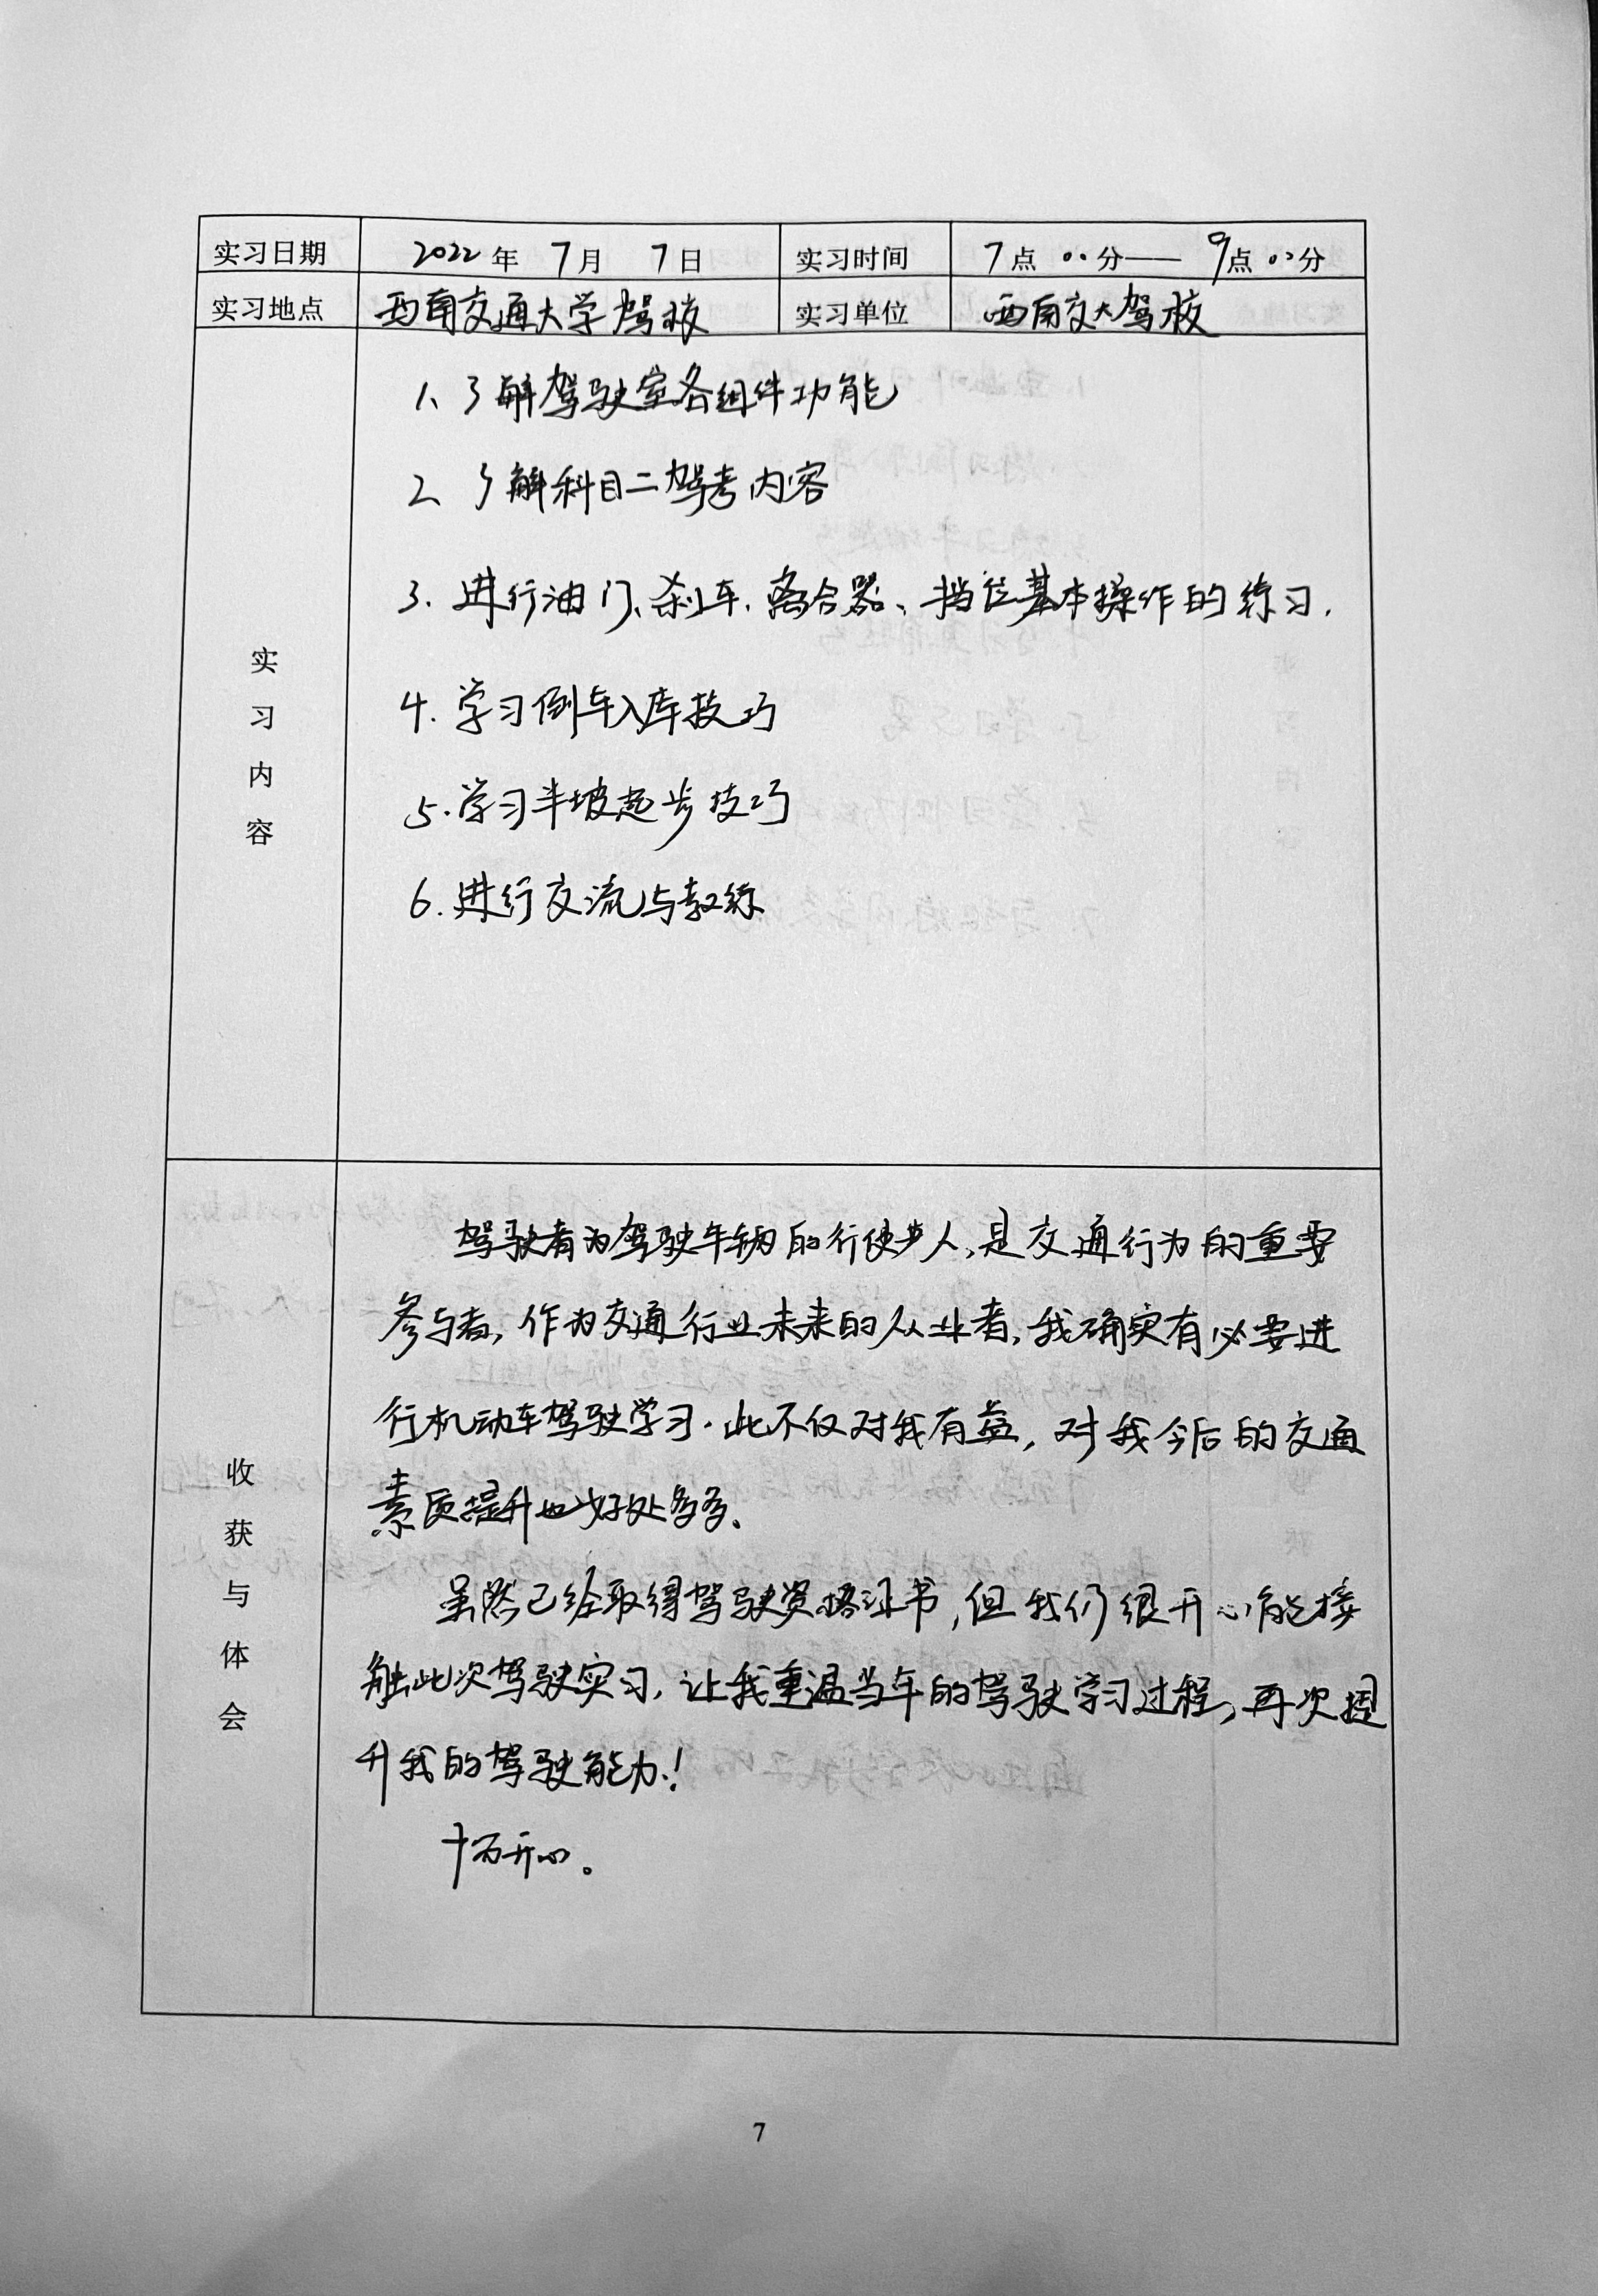 实习日期 2022年 7月 7日 实习时间 7点 00分—— 9点 00分
实习地点 西南交通大学驾校 实习单位 西南交大驾校
实习内容
1、了解驾驶室各组件功能
2、了解科目二驾考内容
3. 进行油门、刹车、离合器、挡位基本操作的练习.
4. 学习倒车入库技巧
5. 学习半坡起步技巧
6. 进行交流与教练
收获与体会
驾驶者为驾驶车辆的行使人,是交通行为的重要
参与者,作为交通行业未来的从业者,我确实有必要进
行机动车驾驶学习.此不仅对我有益,对我今后的交通
素质提升也好处多多、
虽然已经取得驾驶资格证书,但我们很开心能接
触此次驾驶实习,让我重温当年的驾驶学习过程,再次提
升我的驾驶能力!
十万开心。
7